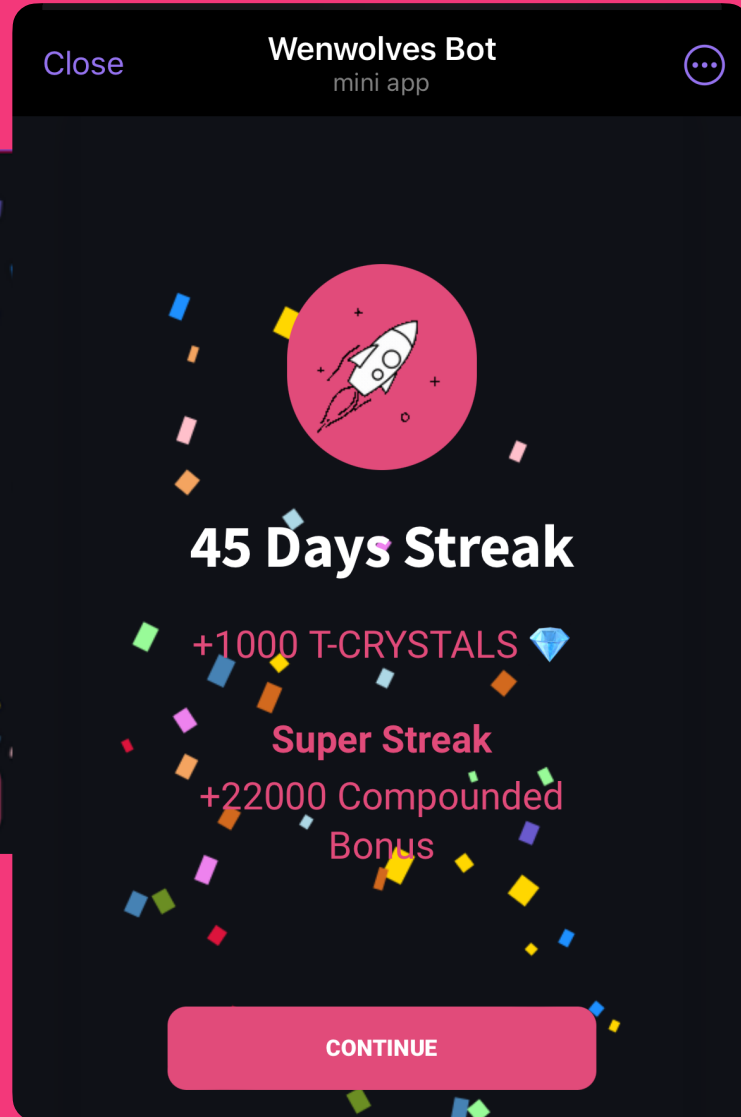 Close
Wenwolves Bot
mini app
45 Days Streak
+1000 T-CRYSTALS 💎
Super Streak
+22000 Compounded
Bonus
CONTINUE